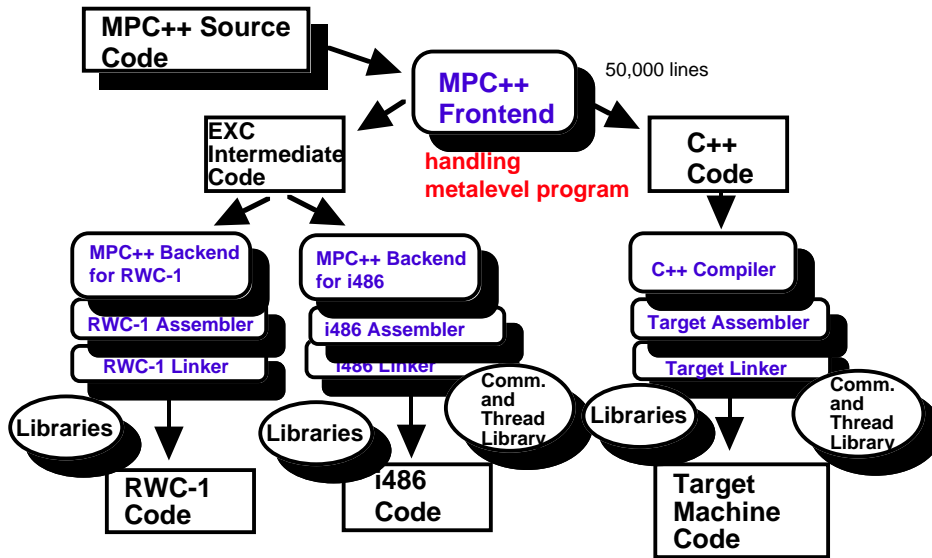 MPC++ Source
Code
MPC++
Frontend
50,000 lines
handling
metalevel program
EXC
Intermediate
Code
C++
Code
MPC++ Backend
for RWC-1
RWC-1 Assembler
RWC-1 Linker
MPC++ Backend
for i486
i486 Assembler
i486 Linker
C++ Compiler
Target Assembler
Target Linker
Libraries
Libraries
Comm.
and
Thread
Library
Libraries
Comm.
and
Thread
Library
RWC-1
Code
i486
Code
Target
Machine
Code